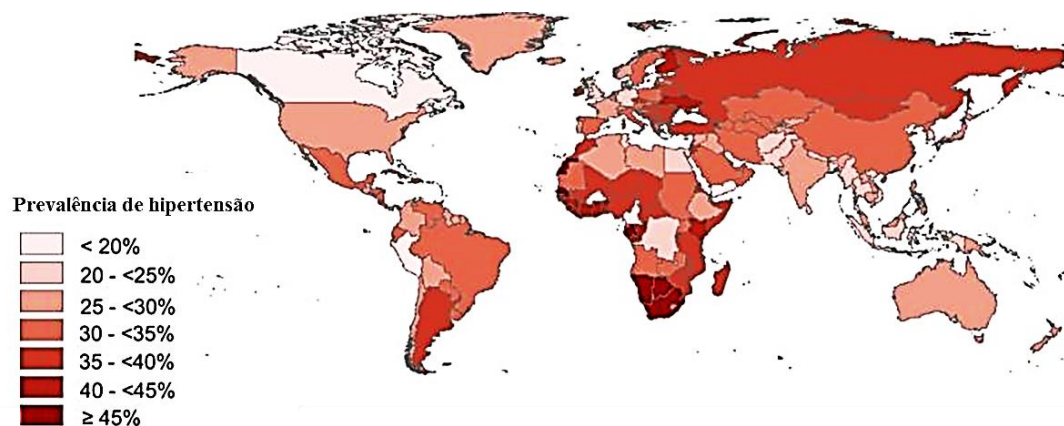 Prevalência de hipertensão
< 20%
20 - <25%
25 - <30%
30 - <35%
35 - <40%
40 - <45%
≥ 45%